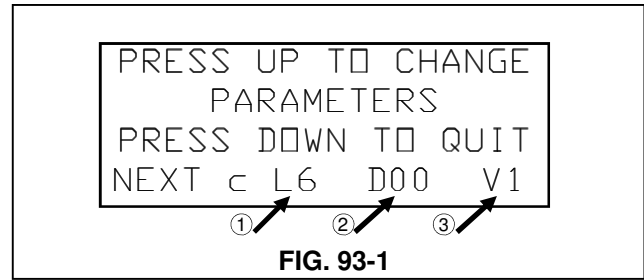 PRESS UP TO CHANGE
PARAMETERS
PRESS DOWN TO QUIT
NEXT c L6 D00 V1
① ② ③
FIG. 93-1